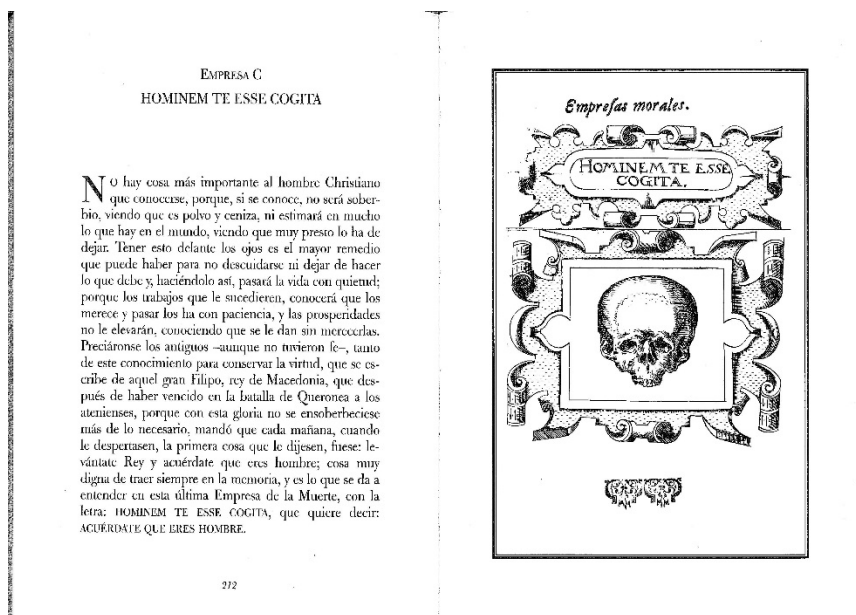 EMPRESA C
HOMINEM TE ESSE COGITA
No hay cosa más importante al hombre Christiano
que conocerse, porque, si se conoce, no será sober-
bio, viendo que es polvo y ceniza, ni estimará en mucho
lo que hay en el mundo, viendo que muy presto lo ha de
dejar. Tener esto delante los ojos es el mayor remedio
que puede haber para no descuidarse ni dejar de hacer
lo que debe y, haciéndolo así, pasará la vida con quietud;
porque los trabajos que le sucedieren, conocerá que los
merece y pasar los ha con paciencia, y las prosperidades
no le elevarán, conociendo que se le dan sin merecerlas.
Preciáronse los antiguos –aunque no tuvieron fe–, tanto
de este conocimiento para conservar la virtud, que se es-
cribe de aquel gran Filipo, rey de Macedonia, que des-
pués de haber vencido en la batalla de Queronea a los
atenienses, porque con esta gloria no se ensoberbeciese
más de lo necesario, mandó que cada mañana, cuando
le despertasen, la primera cosa que le dijesen, fuese: le-
vántate Rey y acuérdate que eres hombre; cosa muy
digna de traer siempre en la memoria, y es lo que se da a
entender en esta última Empresa de la Muerte, con la
letra: HOMINEM TE ESSE COGITA, que quiere decir:
ACUÉRDATE QUE ERES HOMBRE.
212
Empreſas morales.
HOMINEM TE ESSE
COGITA.